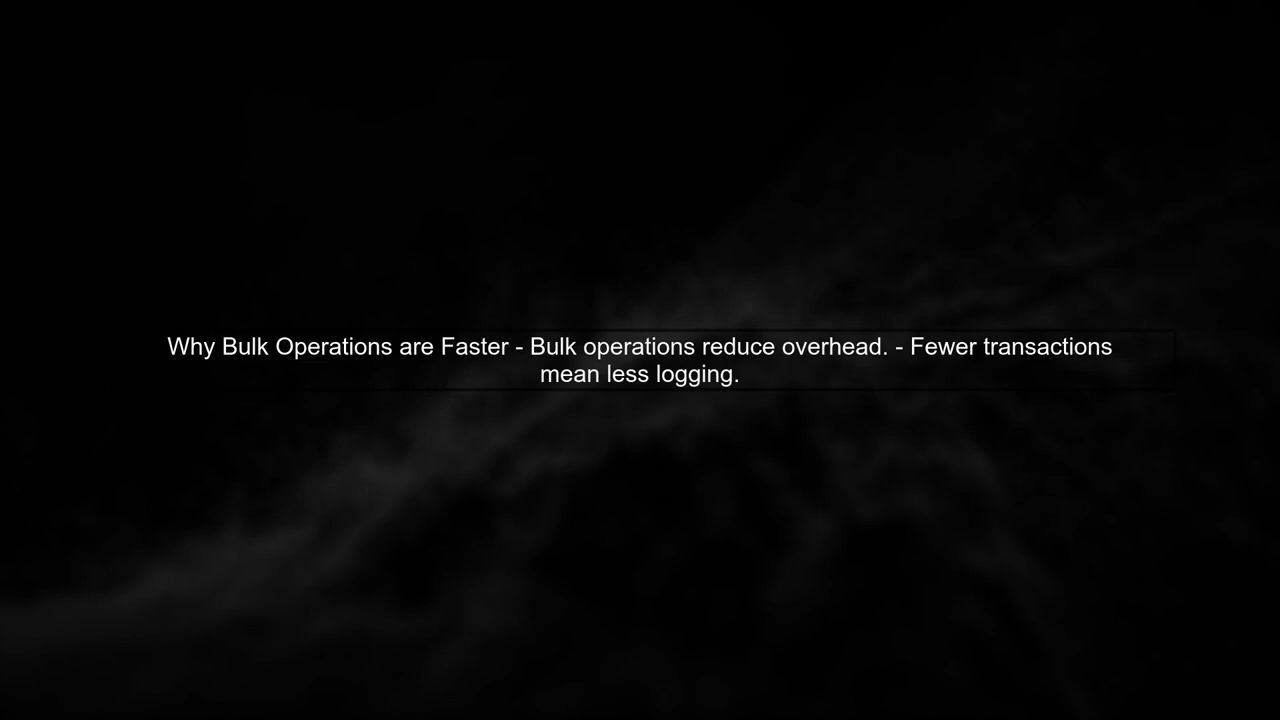 Why Bulk Operations are Faster - Bulk operations reduce overhead. - Fewer transactions
mean less logging.